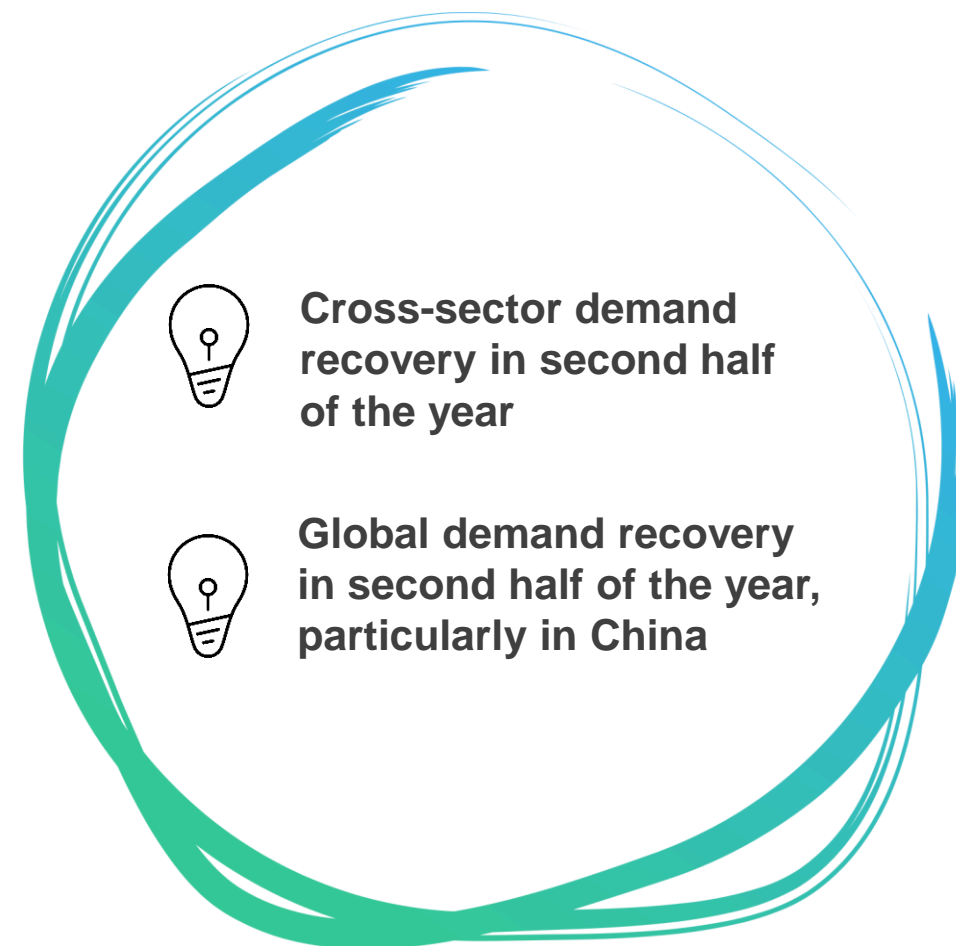 Cross-sector demand
recovery in second half
of the year
Global demand recovery
in second half of the year,
particularly in China